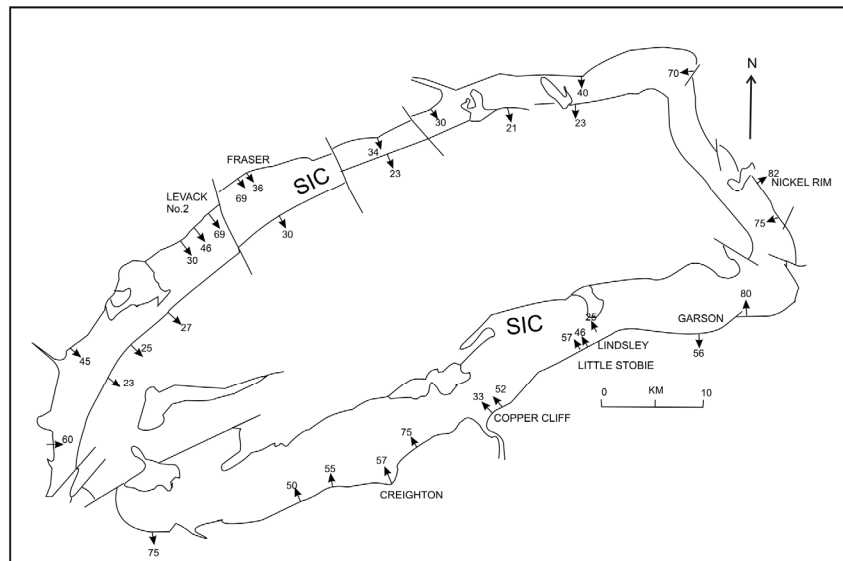 N
70
40
30
21
23
34
23
FRASER
36
69
SIC
82
NICKEL RIM
LEVACK
No.2
69
46
30
30
75
27
80
25
SIC
25
GARSON
45
46
57
LINDSLEY
56
LITTLE STOBIE
23
52
33
0
KM
10
COPPER CLIFF
60
75
57
55
50
CREIGHTON
75